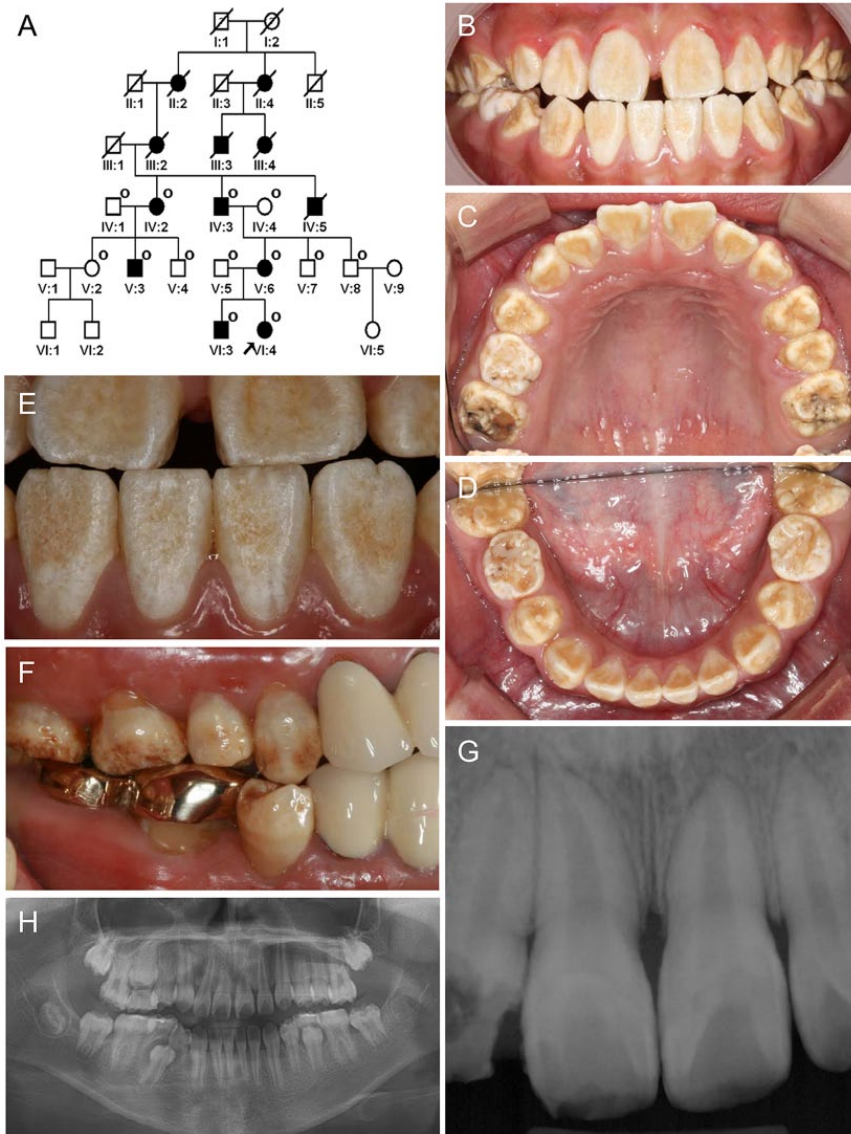 A
I:1 I:2
II:1 II:2 II:3 II:4 II:5
III:1 III:2 III:3 III:4
o o o o
IV:1 IV:2 IV:3 IV:4 IV:5
o o o o o o o
V:1 V:2 V:3 V:4 V:5 V:6 V:7 V:8 V:9
o o
VI:1 VI:2 VI:3 VI:4 VI:5
B
C
D
E
F
G
H